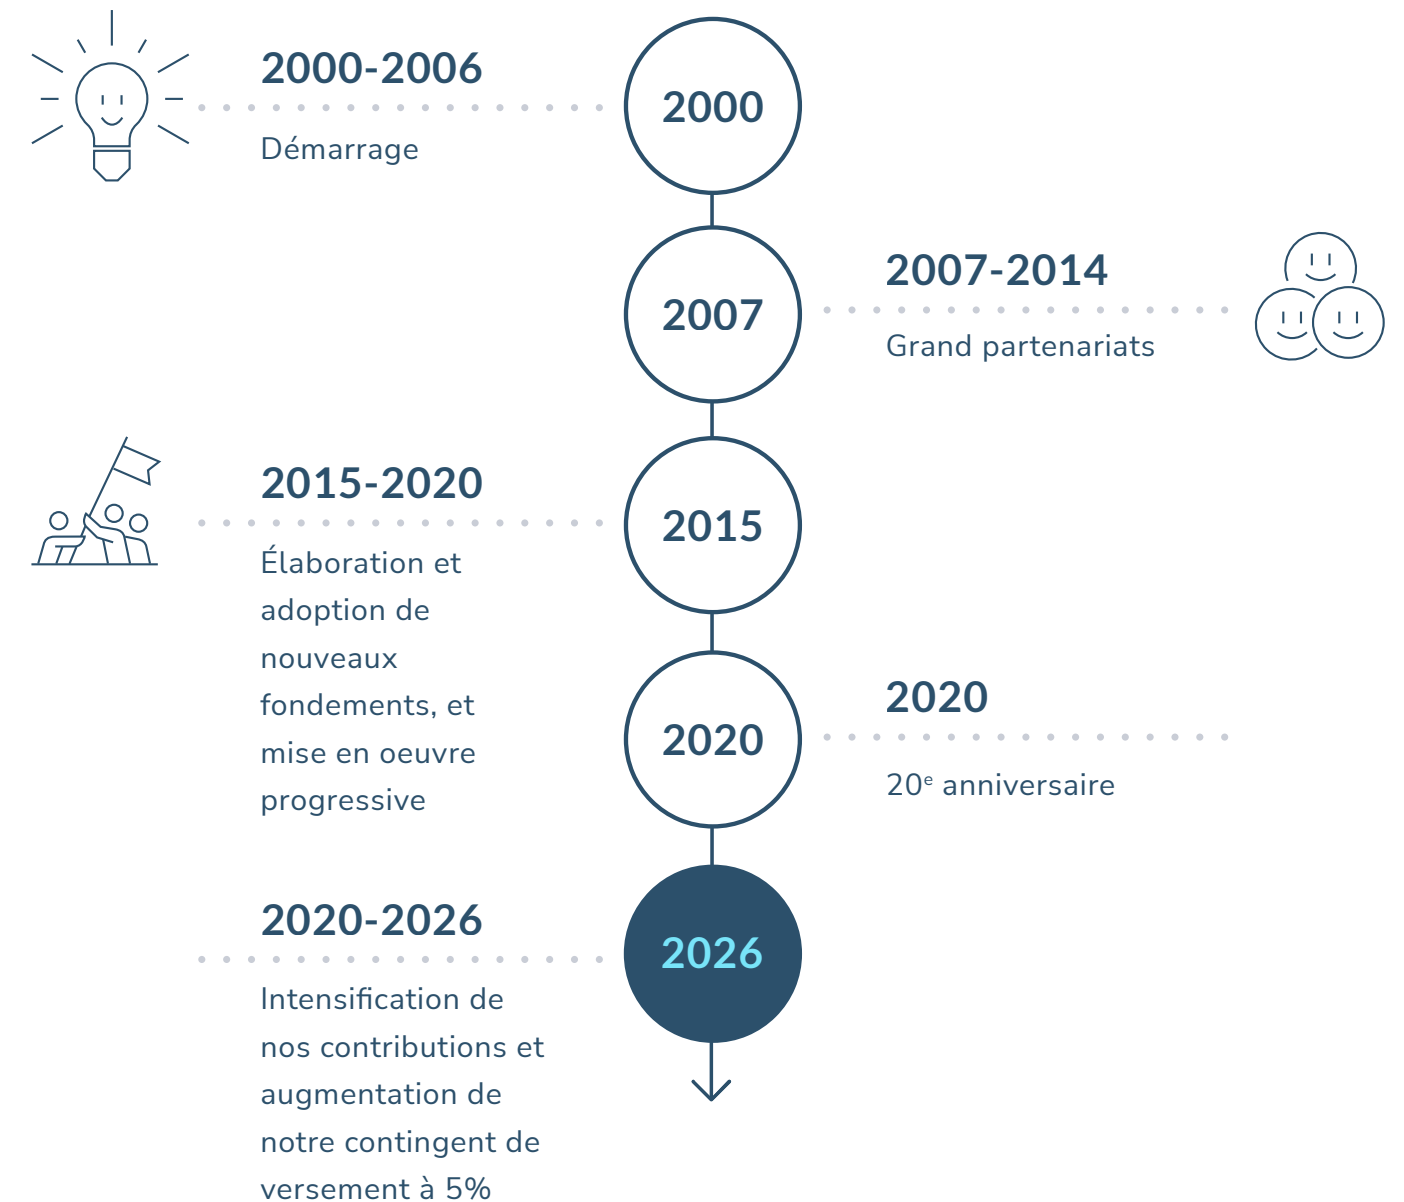 2000-2006
Démarrage
2000
2007
2007-2014
Grand partenariats
2015-2020
Élaboration et
adoption de
nouveaux
fondements, et
mise en oeuvre
progressive
2015
2020
2020
20e anniversaire
2020-2026
Intensification de
nos contributions et
augmentation de
notre contingent de
versement à 5%
2026